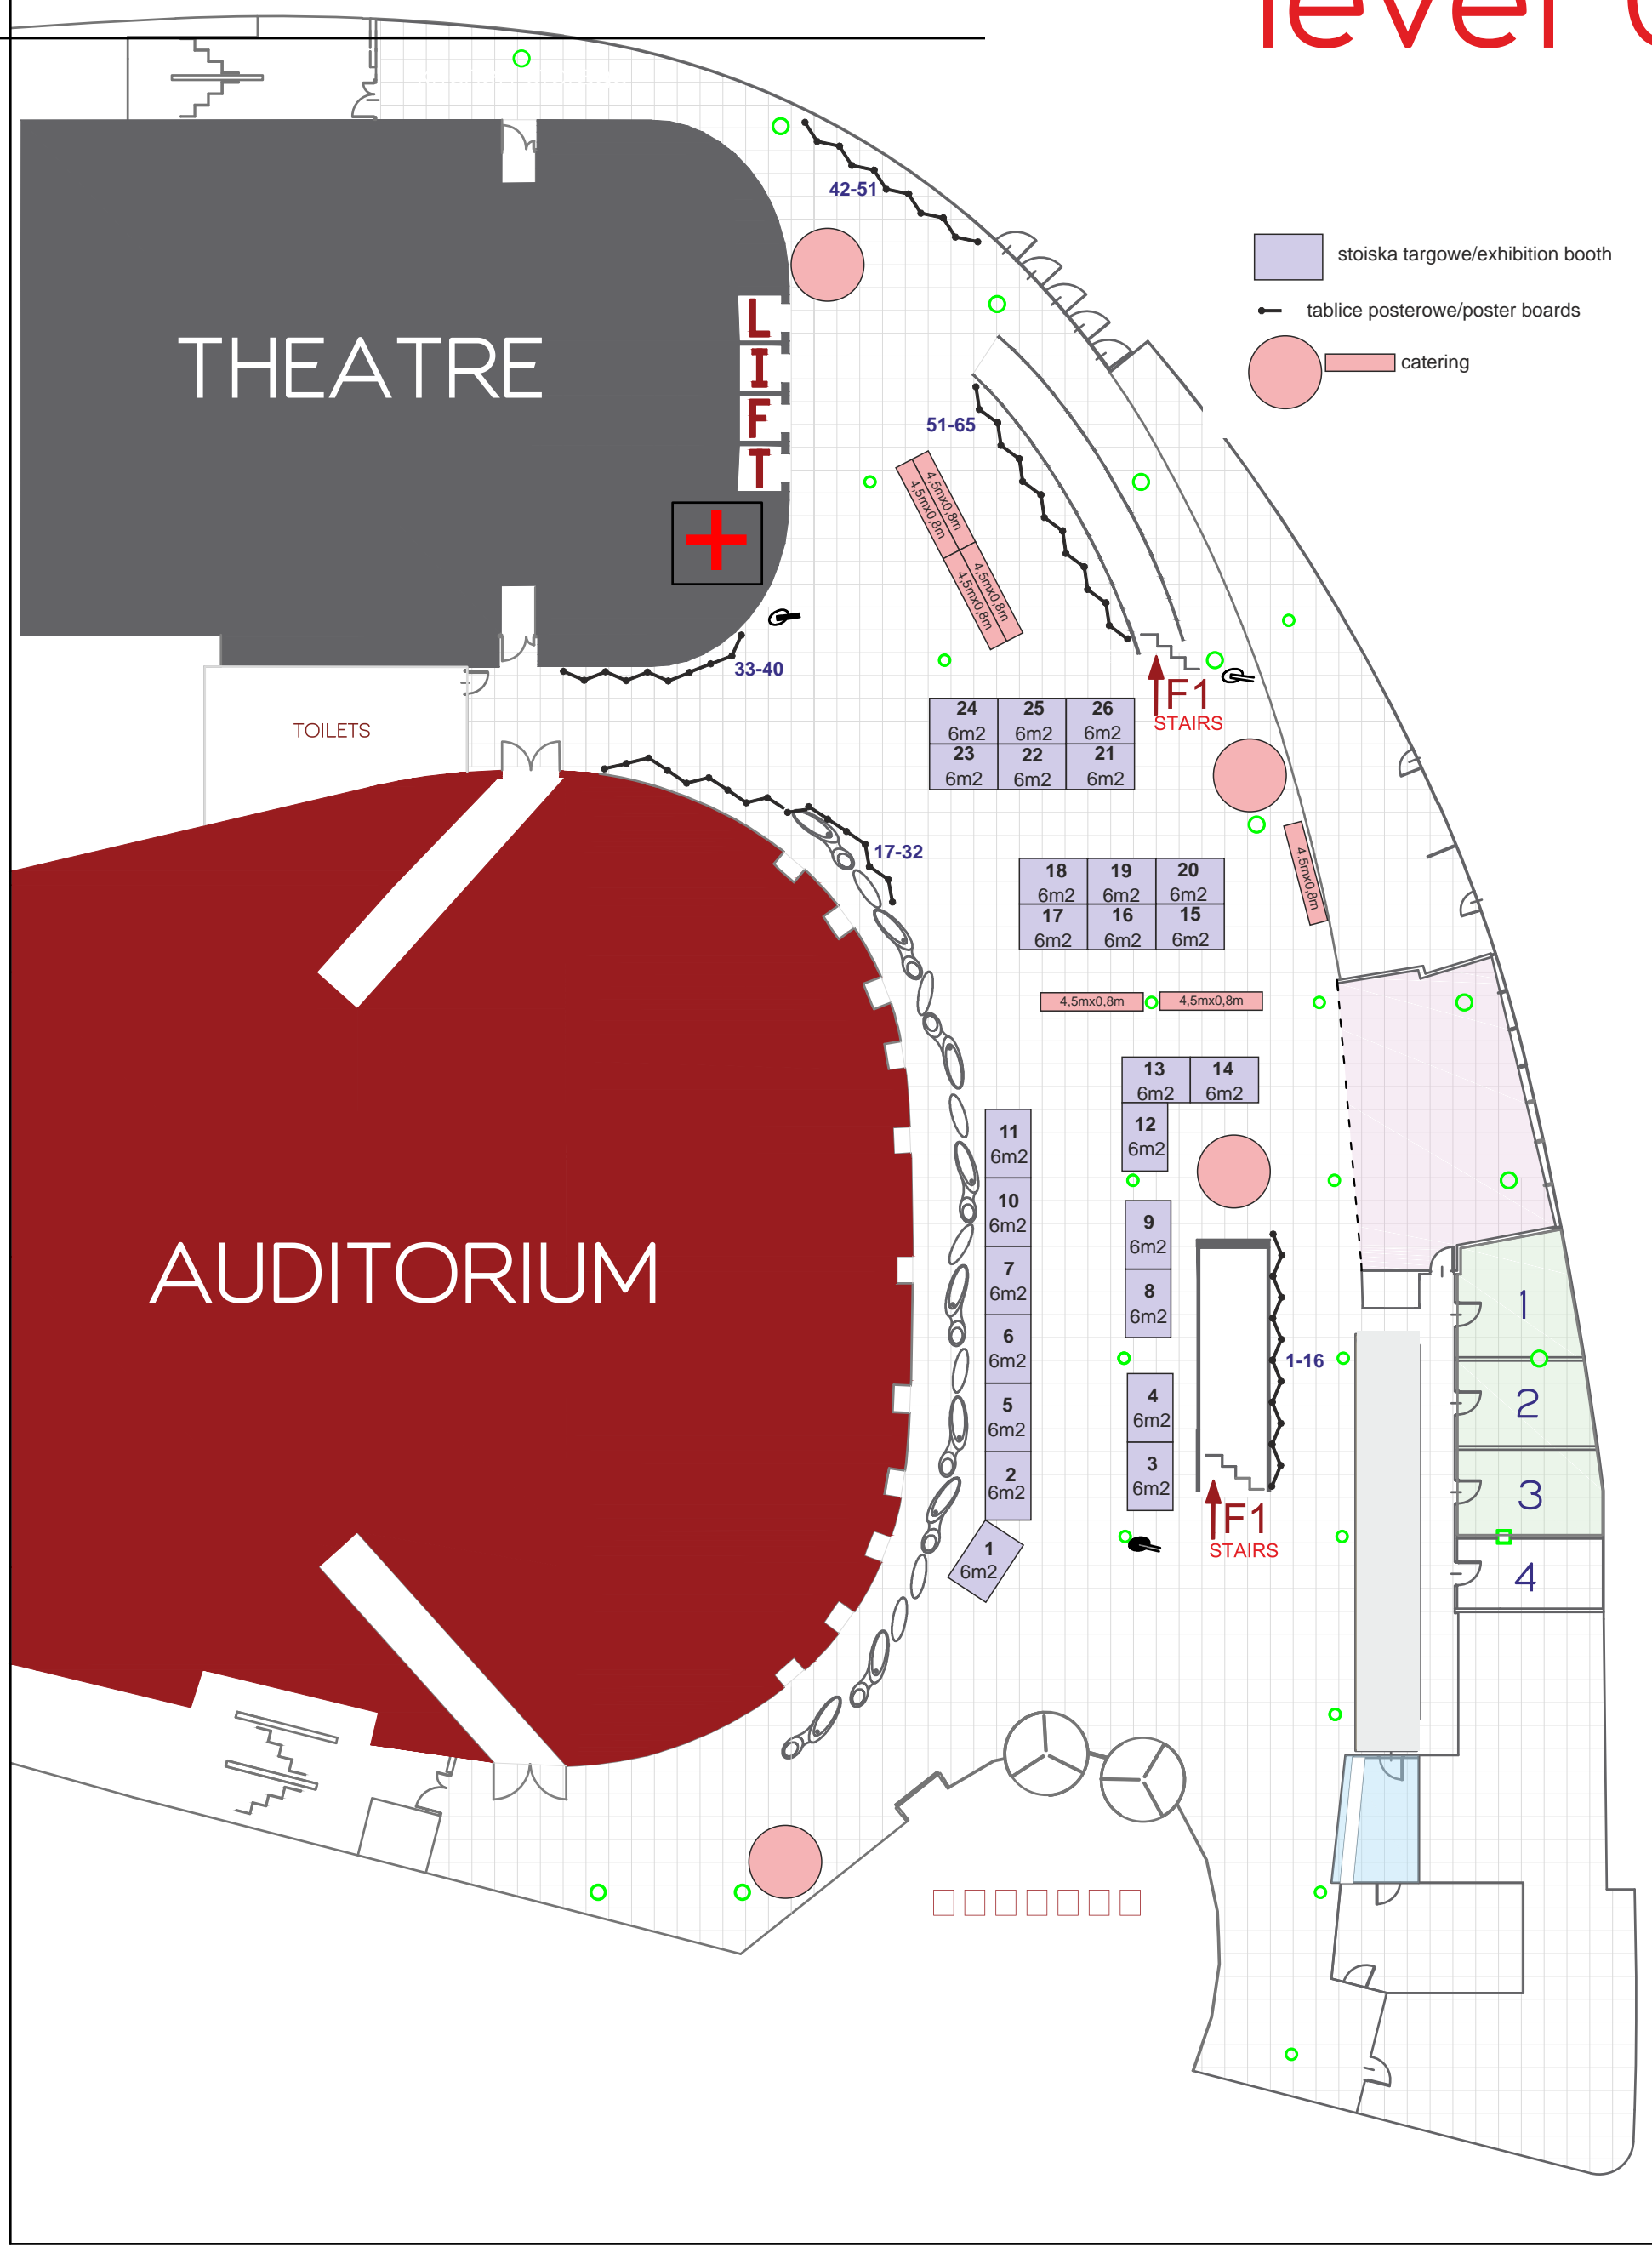 level 0
42-51
stoiska targowe/exhibition booth
tablice posterowe/poster boards
catering
THEATRE
L
I
F
T
51-65
4,5mx0,8m
4,5mx0,8m
4,5mx0,8m
4,5mx0,8m
33-40
F1
STAIRS
TOILETS
24
6m2
25
6m2
26
6m2
23
6m2
22
6m2
21
6m2
17-32
4,5mx0,8m
18
6m2
19
6m2
20
6m2
17
6m2
16
6m2
15
6m2
4,5mx0,8m
4,5mx0,8m
13
6m2
14
6m2
12
6m2
11
6m2
10
6m2
9
6m2
7
6m2
8
6m2
6
6m2
5
6m2
4
6m2
2
6m2
3
6m2
1
6m2
AUDITORIUM
1-16
F1
STAIRS
1
2
3
4